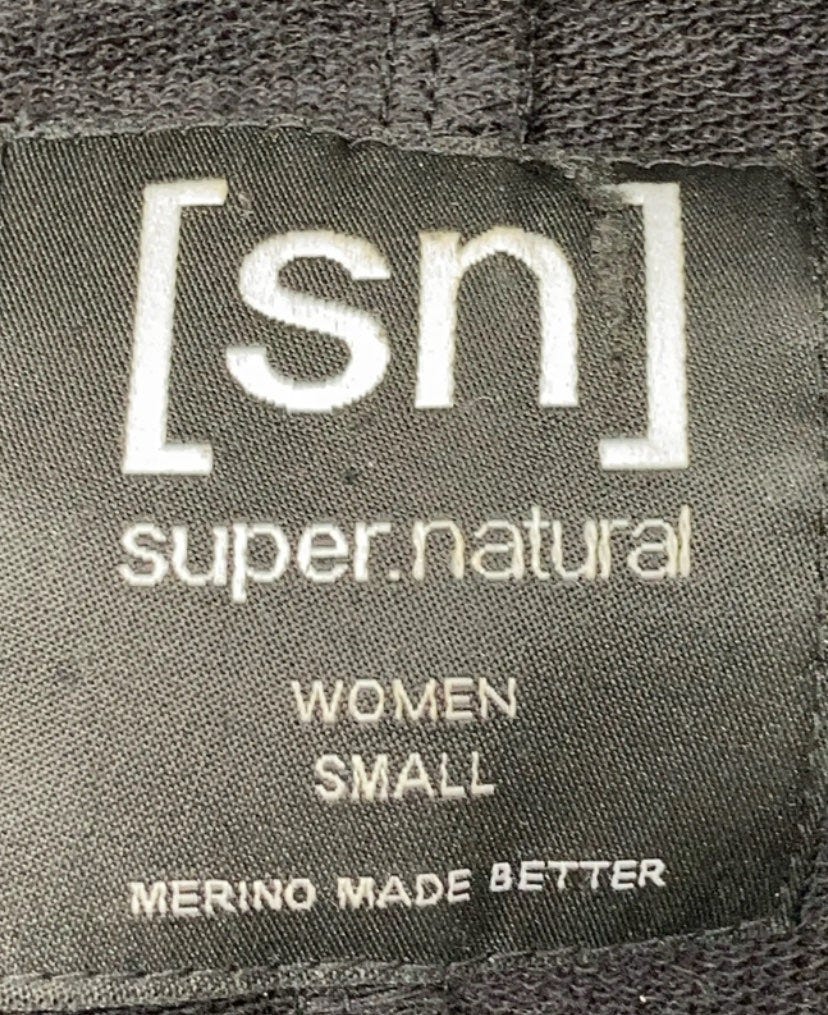 [sn]
super.natural
WOMEN
SMALL
MERINO MADE BETTER